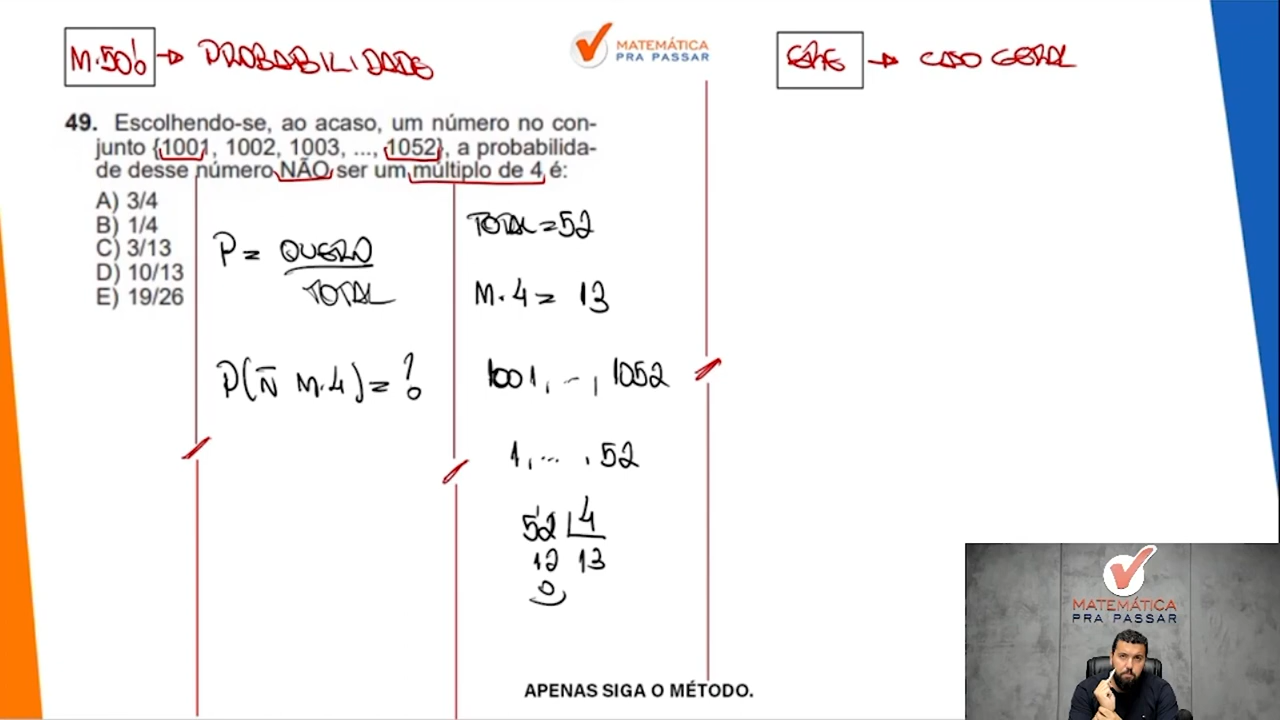 M.50% → PROBABILIDADE
MATEMÁTICA
PRA PASSAR
→ CASO GERAL
49. Escolhendo-se, ao acaso, um número no con-
junto {1001, 1002, 1003, ..., 1052}, a probabilida-
de desse número NÃO ser um múltiplo de 4 é:
A) 3/4
B) 1/4
C) 3/13
D) 10/13
E) 19/26
P = QUERO
TOTAL
P(Ñ M.4) = ?
TOTAL = 52
M.4 = 13
1001, ..., 1052
1, ... , 52
52 4
12 13
0
MATEMÁTICA
PRA PASSAR
APENAS SIGA O MÉTODO.